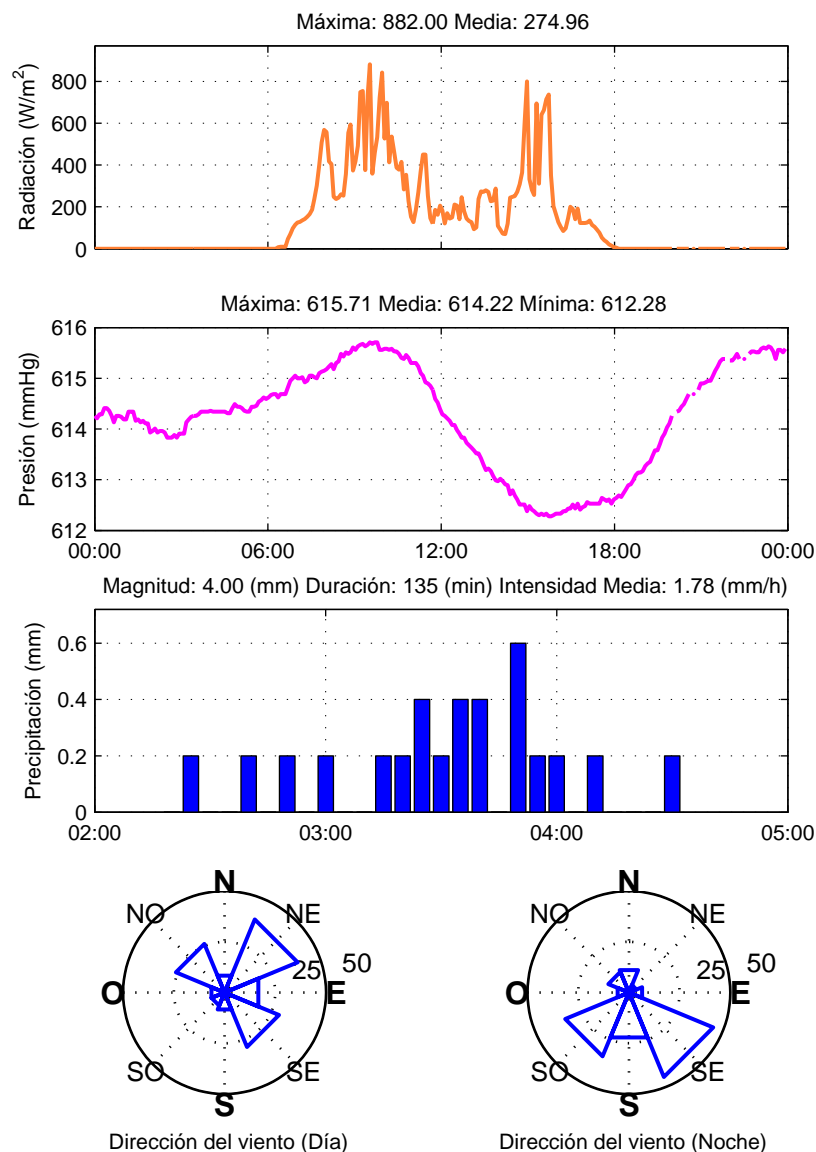 Máxima: 882.00 Media: 274.96
Radiación (W/m²)
800
600
400
200
0
Máxima: 615.71 Media: 614.22 Mínima: 612.28
Presión (mmHg)
616
615
614
613
612
00:00 06:00 12:00 18:00 00:00
Magnitud: 4.00 (mm) Duración: 135 (min) Intensidad Media: 1.78 (mm/h)
Precipitación (mm)
0.6
0.4
0.2
0
02:00 03:00 04:00 05:00
N
NO NE
25 50
O E
SO SE
S
Dirección del viento (Día)
N
NO NE
25 50
O E
SO SE
S
Dirección del viento (Noche)